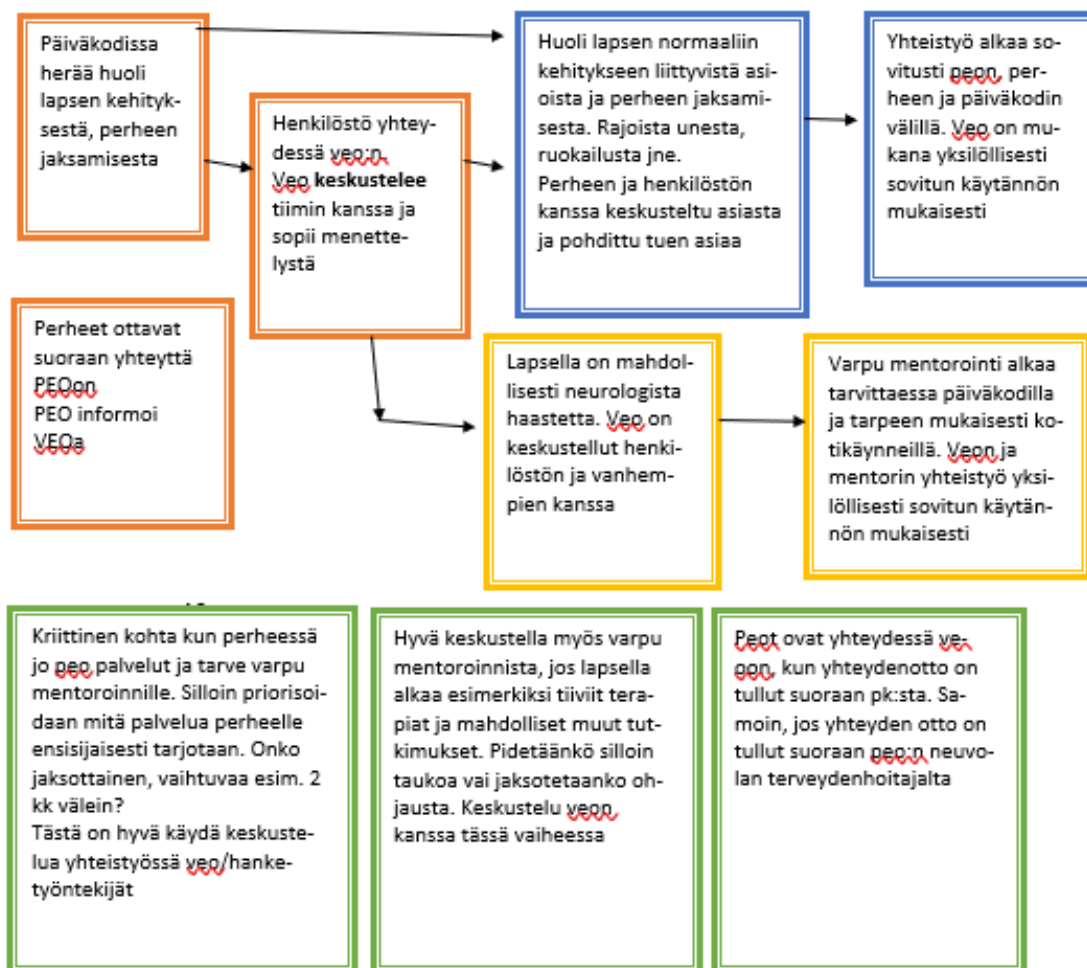 Päiväkodissa
herää huoli
lapsen kehityk-
sestä, perheen
jaksamisesta
Henkilöstö yhtey-
dessä veo:n.
Veo keskustelee
tiimin kanssa ja
sopii menette-
lystä
Huoli lapsen normaaliin
kehitykseen liittyvistä asi-
oista ja perheen jaksami-
sesta. Rajoista unesta,
ruokailusta jne.
Perheen ja henkilöstön
kanssa keskusteltu asiasta
ja pohdittu tuen asiaa
Yhteistyö alkaa so-
vitusti peon, per-
heen ja päiväkodin
välillä. Veo on mu-
kana yksilöllisesti
sovitun käytännön
mukaisesti
Perheet ottavat
suoraan yhteyttä
PEOon
PEO informoi
VEOa
Lapsella on mahdol-
lisesti neurologista
haastetta. Veo on
keskustellut henki-
löstön ja vanhem-
pien kanssa
Varpu mentorointi alkaa
tarvittaessa päiväkodilla
ja tarpeen mukaisesti ko-
tikäynneillä. Veon ja
mentorin yhteistyö yksi-
löllisesti sovitun käytän-
nön mukaisesti
Kriittinen kohta kun perheessä
jo peo palvelut ja tarve varpu
mentoroinnille. Silloin priorisoi-
daan mitä palvelua perheelle
ensisijaisesti tarjotaan. Onko
jaksottainen, vaihtuvaa esim. 2
kk välein?
Tästä on hyvä käydä keskuste-
lua yhteistyössä veo/hanke-
työntekijät
Hyvä keskustella myös varpu
mentoroinnista, jos lapsella
alkaa esimerkiksi tiiviit tera-
piat ja mahdolliset muut tut-
kimukset. Pidetäänkö silloin
taukoa vai jaksotetaanko oh-
jausta. Keskustelu veon
kanssa tässä vaiheessa
Peot ovat yhteydessä ve-
oon, kun yhteydenotto on
tullut suoraan pk:sta. Sa-
moin, jos yhteyden otto on
tullut suoraan peo:n neuvo-
lan terveydenhoitajalta